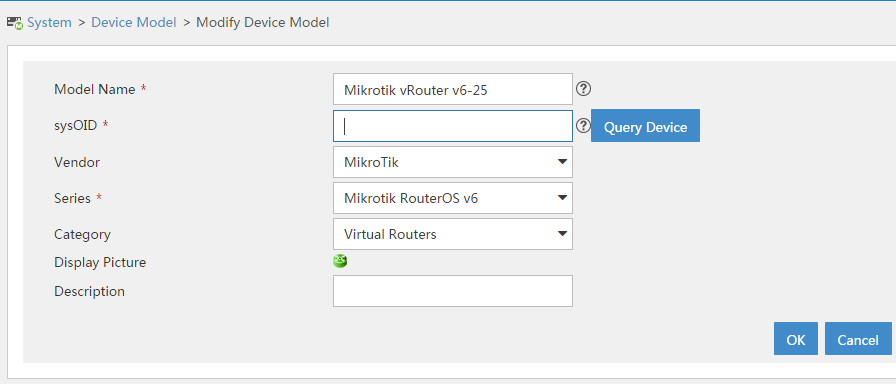 System > Device Model > Modify Device Model
Model Name * Mikrotik vRouter v6-25 ?
sysOID * ? Query Device
Vendor MikroTik
Series * Mikrotik RouterOS v6
Category Virtual Routers
Display Picture
Description
OK Cancel